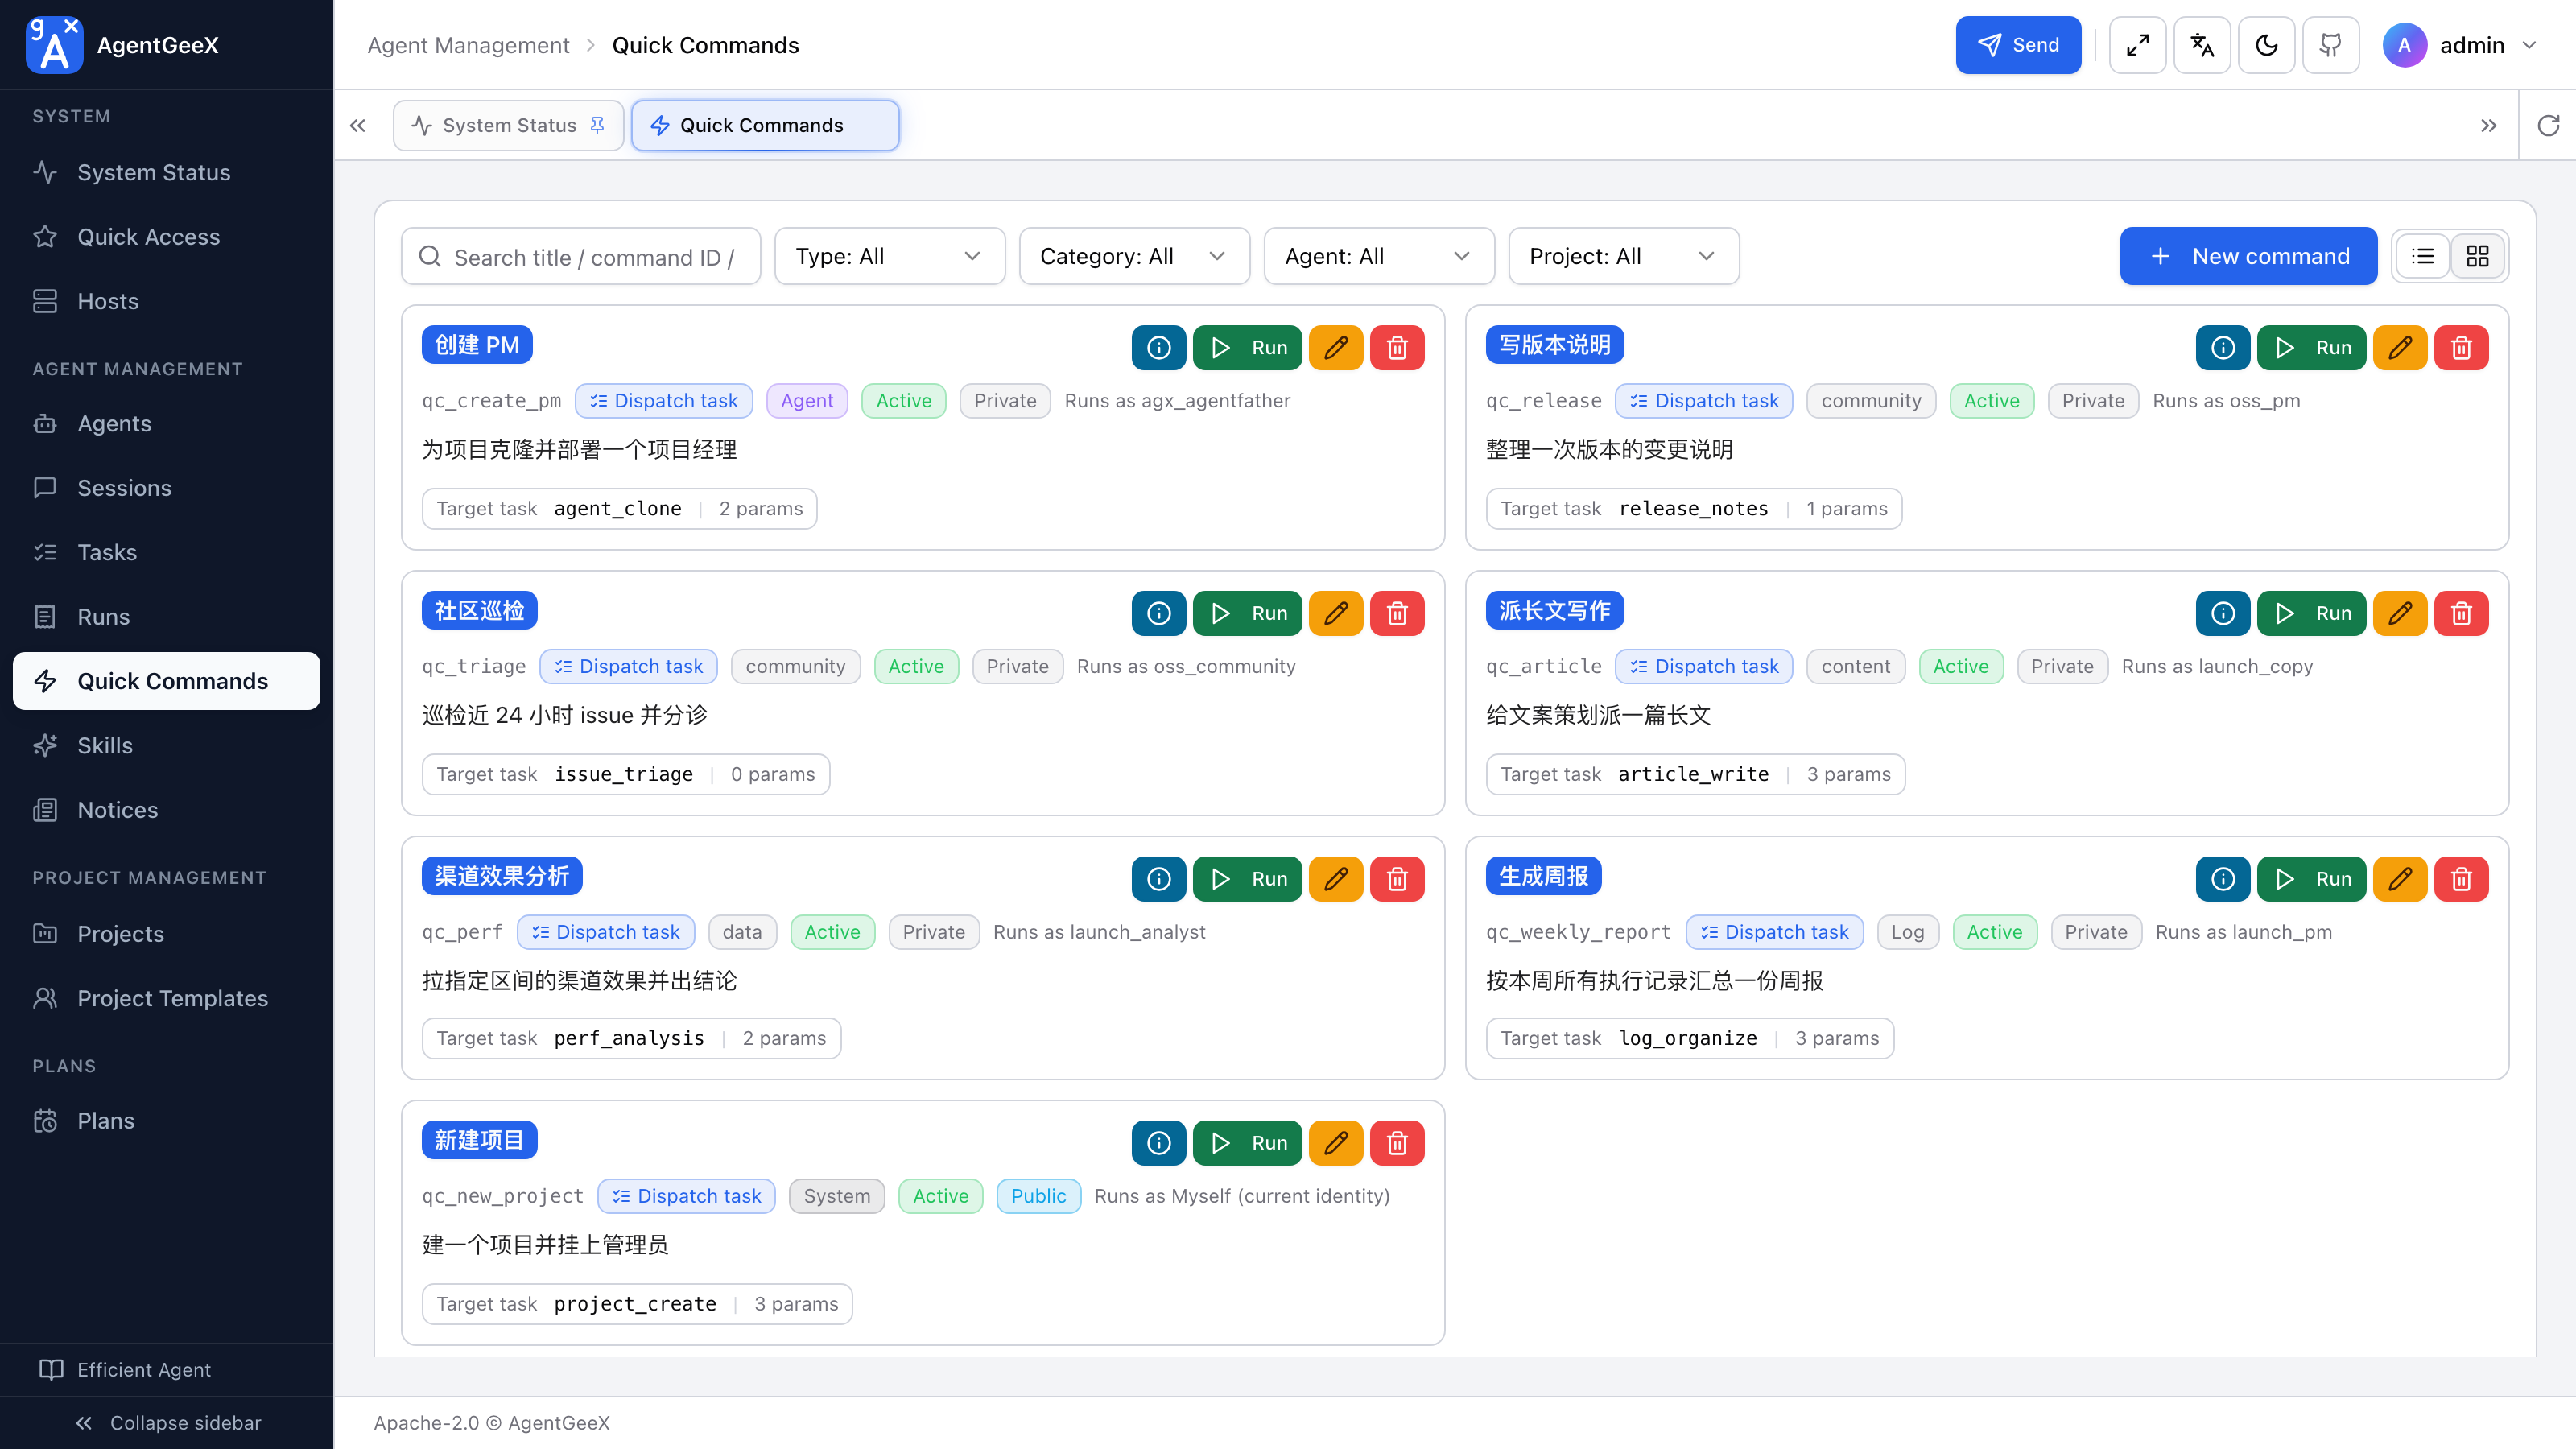 AgentGeeX
SYSTEM
System Status
Quick Access
Hosts
AGENT MANAGEMENT
Agents
Sessions
Tasks
Runs
Quick Commands
Skills
Notices
PROJECT MANAGEMENT
Projects
Project Templates
PLANS
Plans
Efficient Agent
Collapse sidebar
Agent Management > Quick Commands
Send
A admin
System Status
Quick Commands
Search title / command ID /
Type: All
Category: All
Agent: All
Project: All
New command
创建 PM
Run
qc_create_pm Dispatch task Agent Active Private Runs as agx_agentfather
为项目克隆并部署一个项目经理
Target task agent_clone | 2 params
写版本说明
Run
qc_release Dispatch task community Active Private Runs as oss_pm
整理一次版本的变更说明
Target task release_notes | 1 params
社区巡检
Run
qc_triage Dispatch task community Active Private Runs as oss_community
巡检近 24 小时 issue 并分诊
Target task issue_triage | 0 params
派长文写作
Run
qc_article Dispatch task content Active Private Runs as launch_copy
给文案策划派一篇长文
Target task article_write | 3 params
渠道效果分析
Run
qc_perf Dispatch task data Active Private Runs as launch_analyst
拉指定区间的渠道效果并出结论
Target task perf_analysis | 2 params
生成周报
Run
qc_weekly_report Dispatch task Log Active Private Runs as launch_pm
按本周所有执行记录汇总一份周报
Target task log_organize | 3 params
新建项目
Run
qc_new_project Dispatch task System Active Public Runs as Myself (current identity)
建一个项目并挂上管理员
Target task project_create | 3 params
Apache-2.0 © AgentGeeX